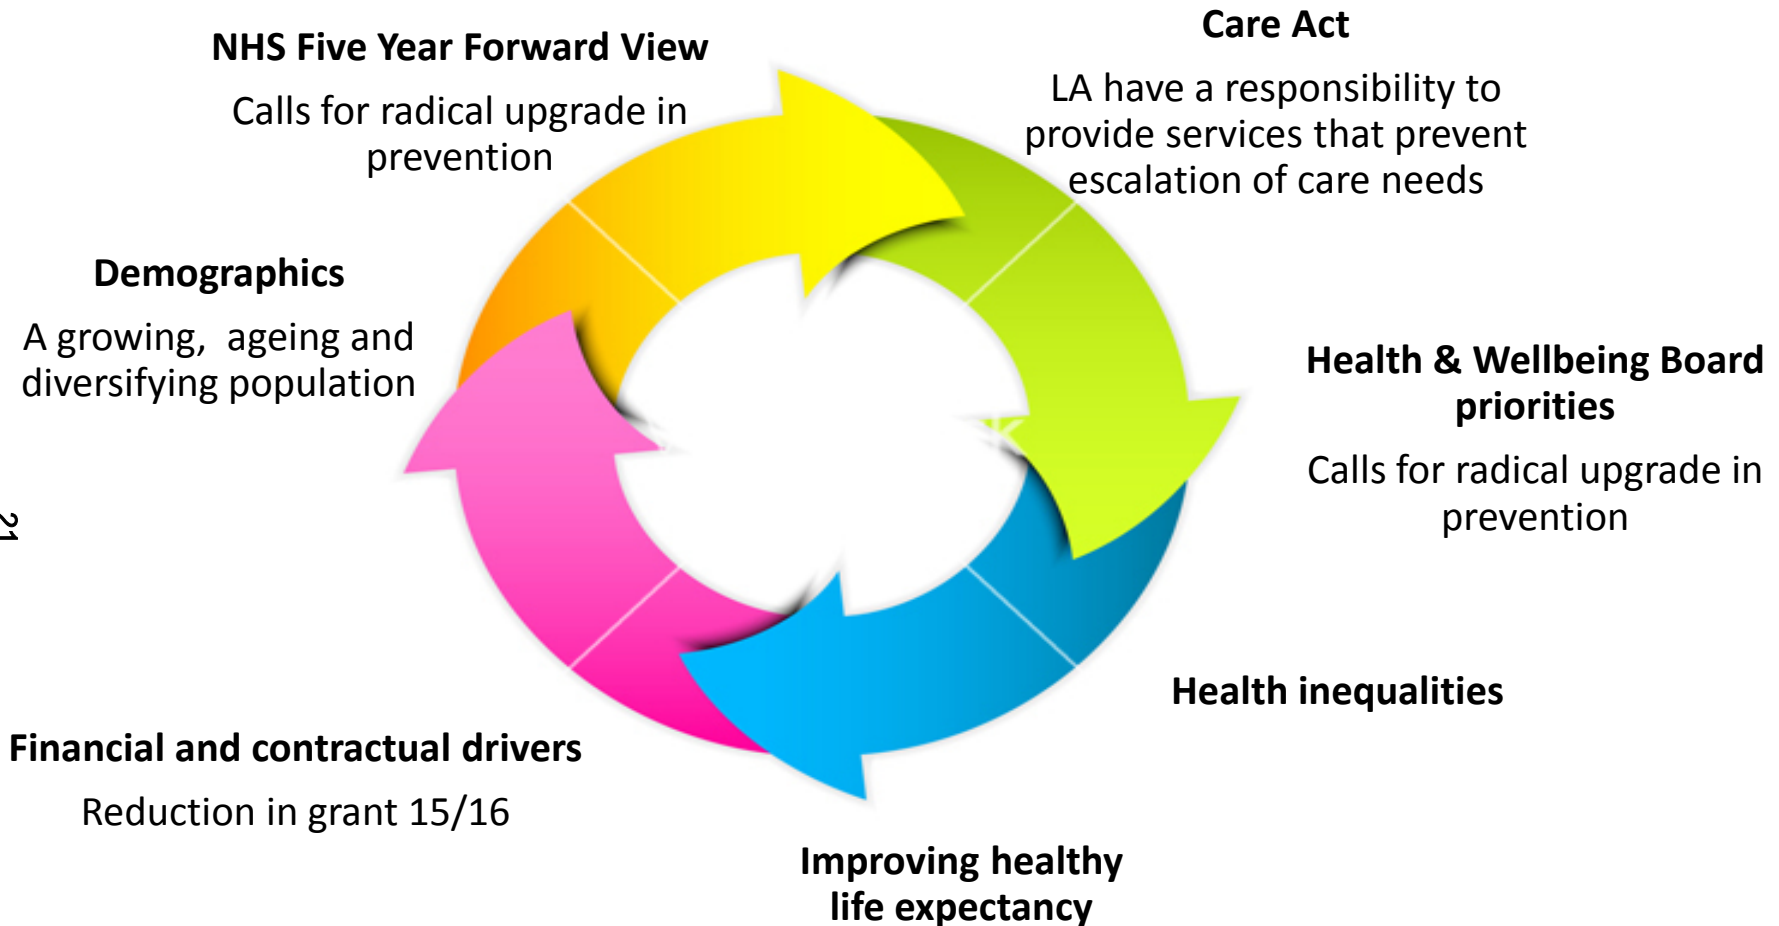 NHS Five Year Forward View
Calls for radical upgrade in
prevention
Care Act
LA have a responsibility to
provide services that prevent
escalation of care needs
Demographics
A growing, ageing and
diversifying population
Health & Wellbeing Board
priorities
Calls for radical upgrade in
prevention
21
Health inequalities
Financial and contractual drivers
Reduction in grant 15/16
Improving healthy
life expectancy